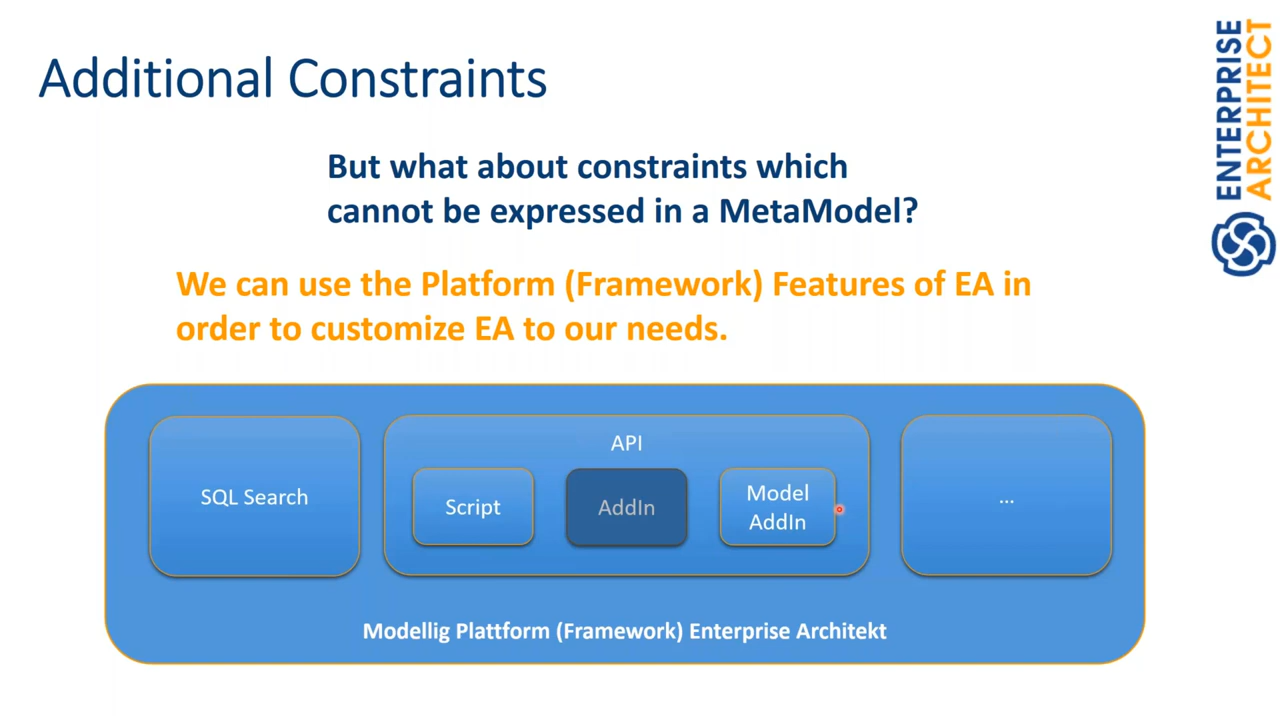 Additional Constraints
ENTERPRISE
ARCHITECT
But what about constraints which
cannot be expressed in a MetaModel?
We can use the Platform (Framework) Features of EA in
order to customize EA to our needs.
SQL Search
API
Script
AddIn
Model
AddIn
...
Modellig Plattform (Framework) Enterprise Architekt